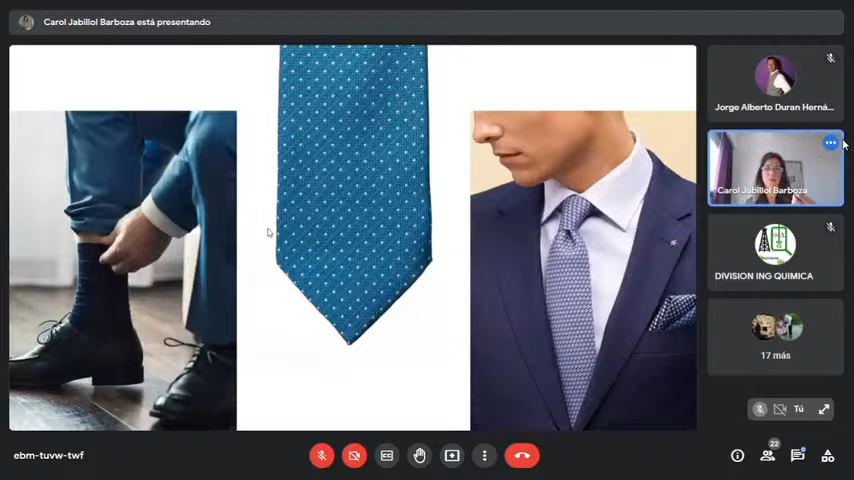 Carol Jabillol Barboza está presentando
Jorge Alberto Duran Herná...
Carol Jabillol Barboza
DIVISION ING QUIMICA
17 más
Tú
ebm-tuvw-twf
22